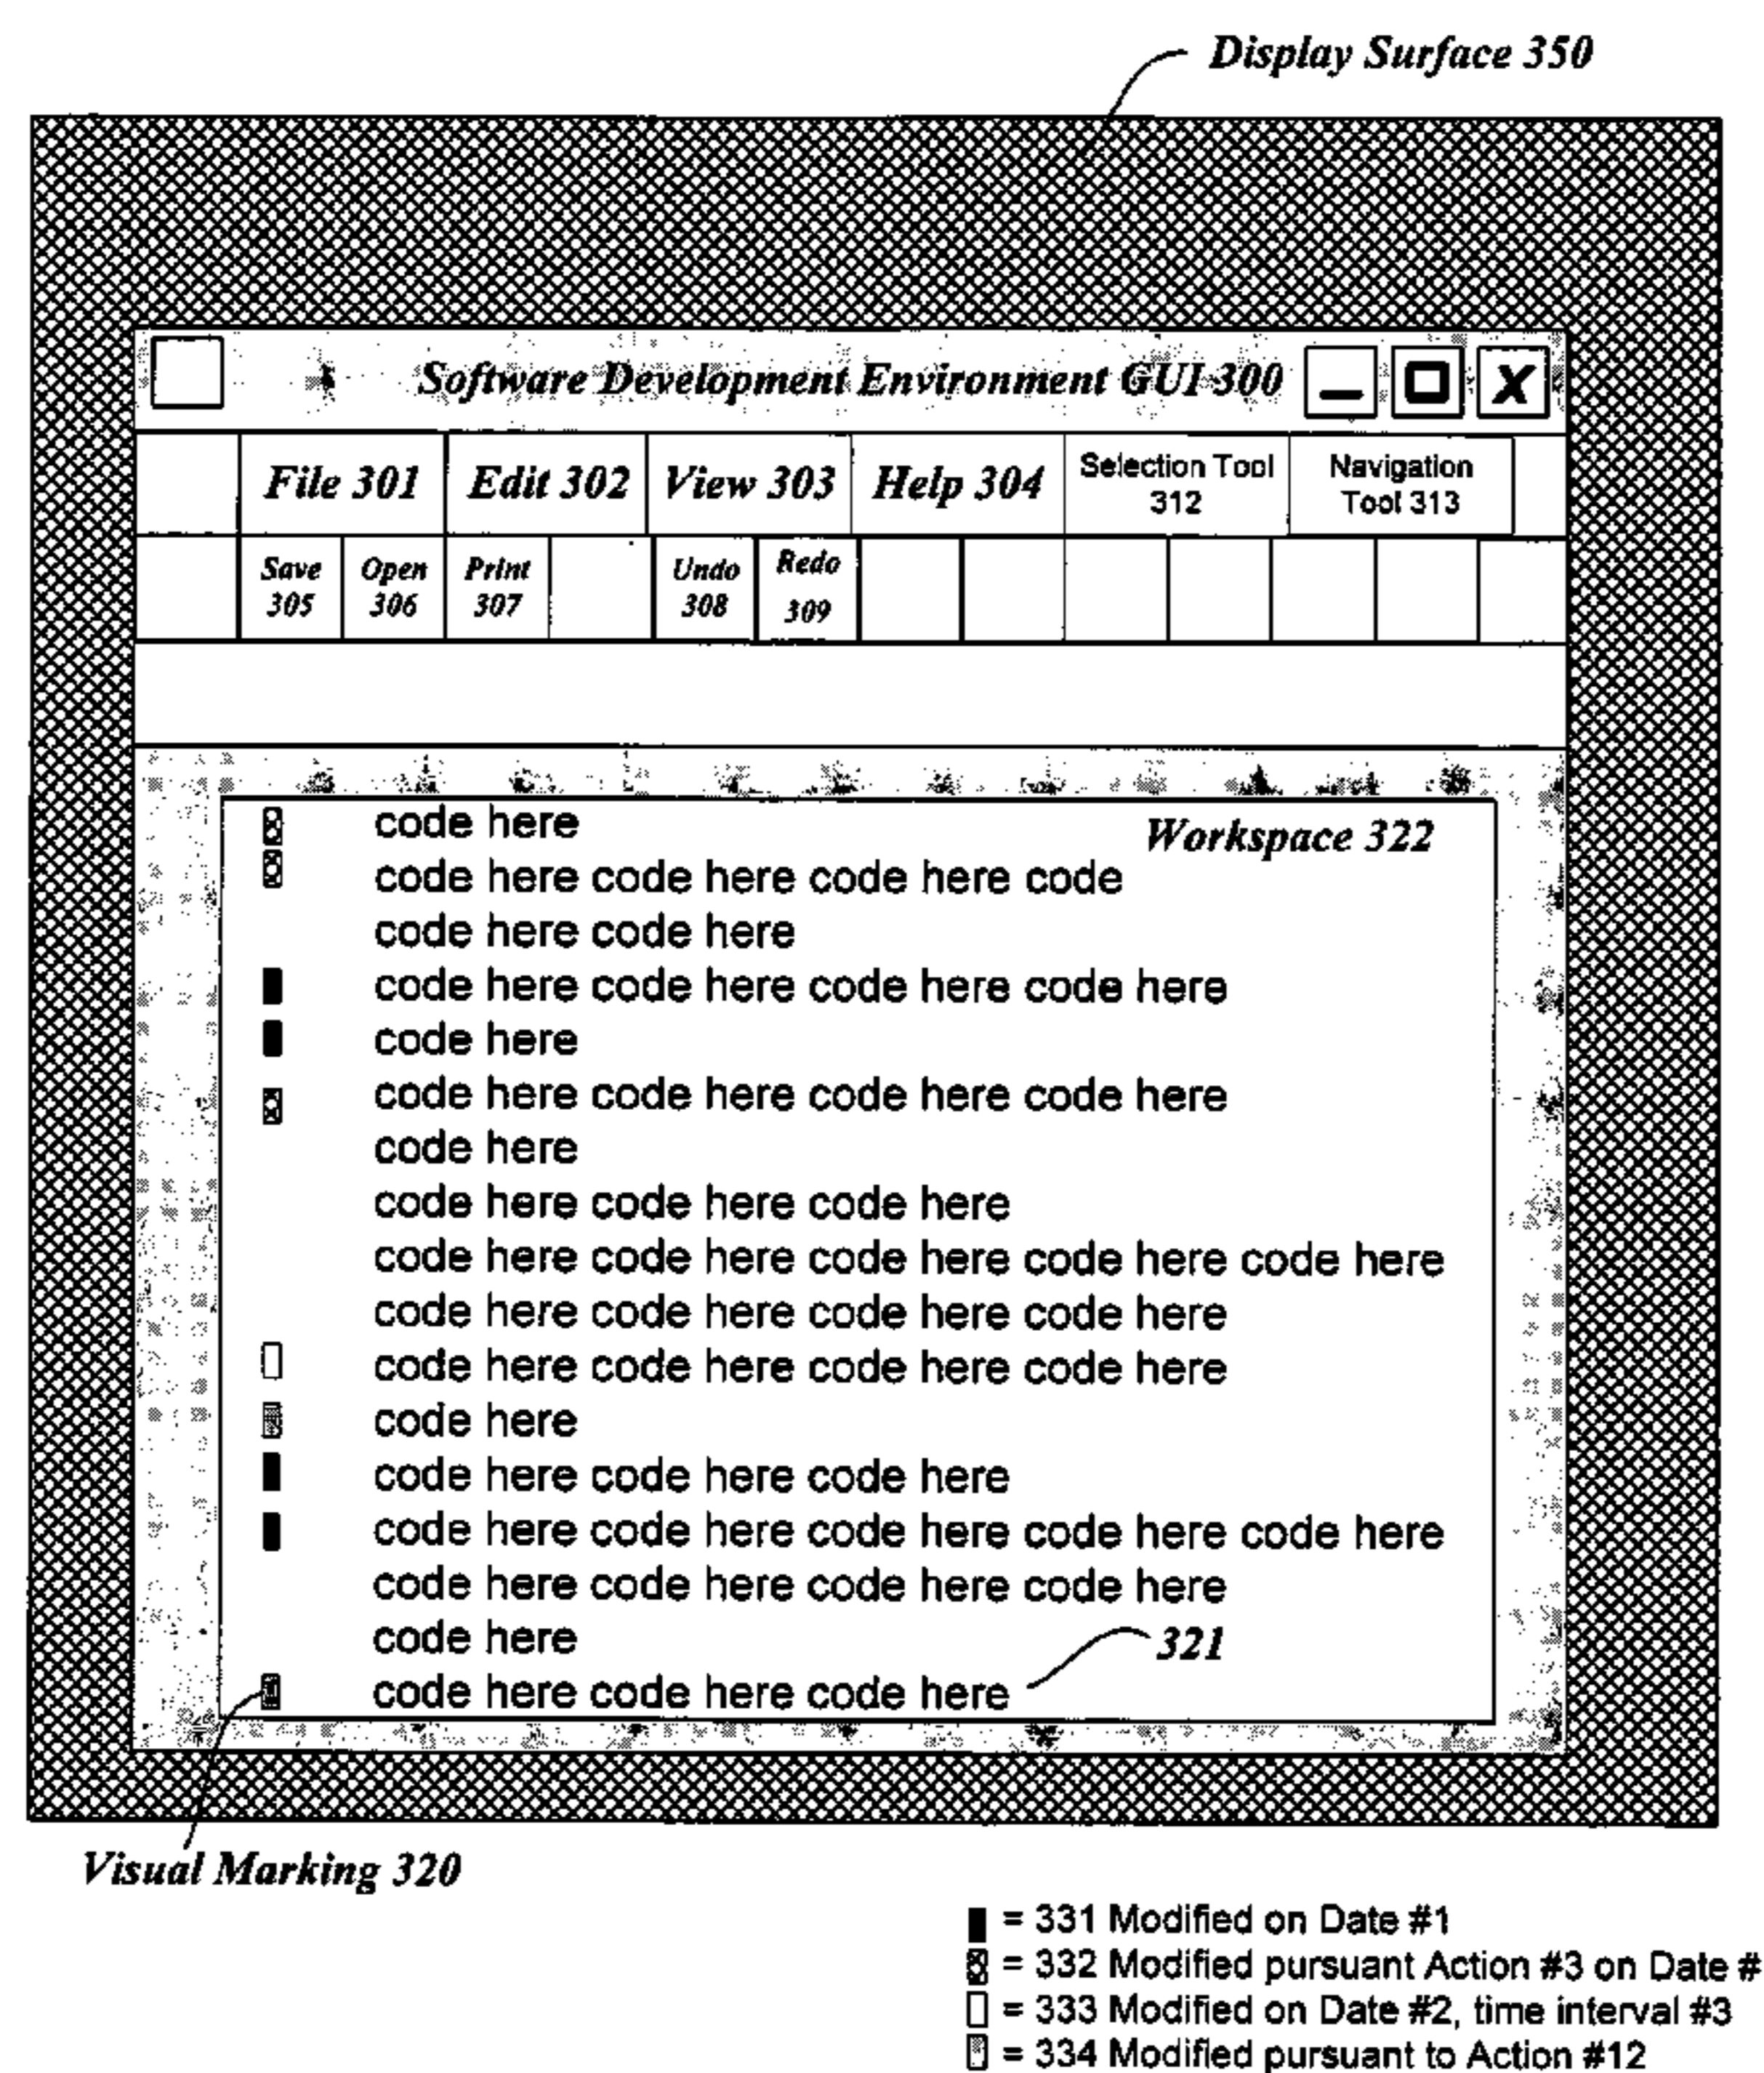 Display Surface 350
Software Development Environment GUI 300
File 301 Edit 302 View 303 Help 304 Selection Tool 312 Navigation Tool 313
Save 305 Open 306 Print 307 Undo 308 Redo 309
Workspace 322
code here
code here code here code here code
code here code here
code here code here code here code here
code here
code here code here code here code here
code here
code here code here code here
code here code here code here code here code here
code here code here code here code here
code here code here code here code here
code here
code here code here code here
code here code here code here code here code here
code here code here code here code here
code here
321
code here code here code here
Visual Marking 320
= 331 Modified on Date #1
= 332 Modified pursuant Action #3 on Date #
= 333 Modified on Date #2, time interval #3
= 334 Modified pursuant to Action #12